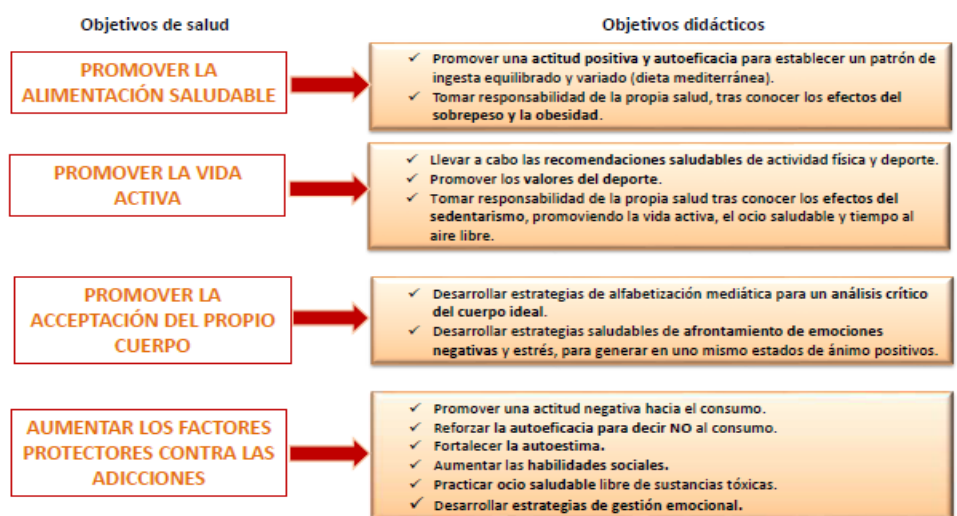 Objetivos de salud
Objetivos didácticos
PROMOVER LA
ALIMENTACIÓN SALUDABLE
✓ Promover una actitud positiva y autoeficacia para establecer un patrón de
ingesta equilibrado y variado (dieta mediterránea).
✓ Tomar responsabilidad de la propia salud, tras conocer los efectos del
sobrepeso y la obesidad.
PROMOVER LA VIDA
ACTIVA
✓ Llevar a cabo las recomendaciones saludables de actividad física y deporte.
✓ Promover los valores del deporte.
✓ Tomar responsabilidad de la propia salud tras conocer los efectos del
sedentarismo, promoviendo la vida activa, el ocio saludable y tiempo al
aire libre.
PROMOVER LA
ACCEPTACIÓN DEL PROPIO
CUERPO
✓ Desarrollar estrategias de alfabetización mediática para un análisis crítico
del cuerpo ideal.
✓ Desarrollar estrategias saludables de afrontamiento de emociones
negativas y estrés, para generar en uno mismo estados de ánimo positivos.
AUMENTAR LOS FACTORES
PROTECTORES CONTRA LAS
ADICCIONES
✓ Promover una actitud negativa hacia el consumo.
✓ Reforzar la autoeficacia para decir NO al consumo.
✓ Fortalecer la autoestima.
✓ Aumentar las habilidades sociales.
✓ Practicar ocio saludable libre de sustancias tóxicas.
✓ Desarrollar estrategias de gestión emocional.